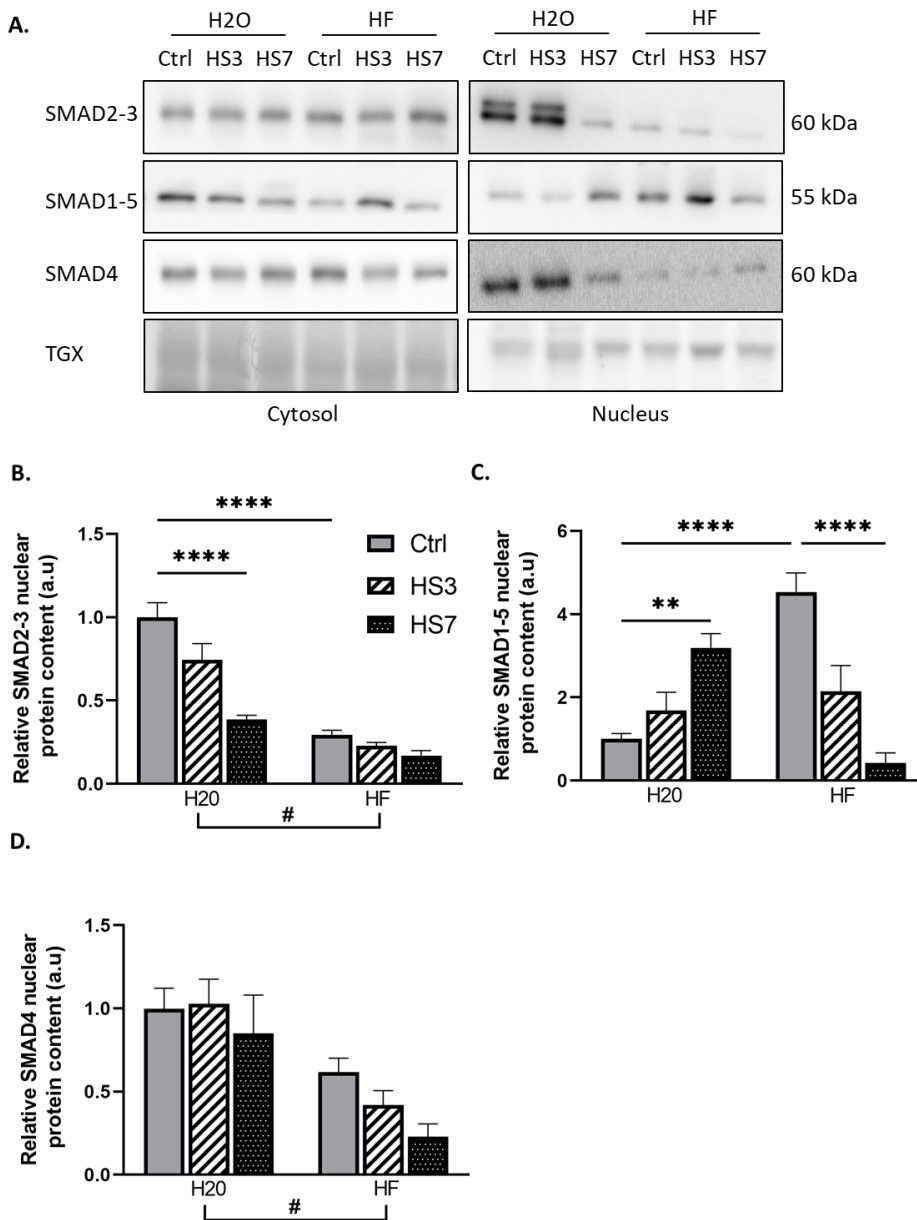 A.
H2O HF H2O HF
Ctrl HS3 HS7 Ctrl HS3 HS7 Ctrl HS3 HS7 Ctrl HS3 HS7
SMAD2-3 60 kDa
SMAD1-5 55 kDa
SMAD4 60 kDa
TGX
Cytosol Nucleus
B.
Relative SMAD2-3 nuclear
protein content (a.u)
1.5
1.0
0.5
0.0
****
****
Ctrl
HS3
HS7
H20 HF
#
C.
Relative SMAD1-5 nuclear
protein content (a.u)
6
4
2
0
**** ****
**
H20 HF
D.
Relative SMAD4 nuclear
protein content (a.u)
1.5
1.0
0.5
0.0
H20 HF
#